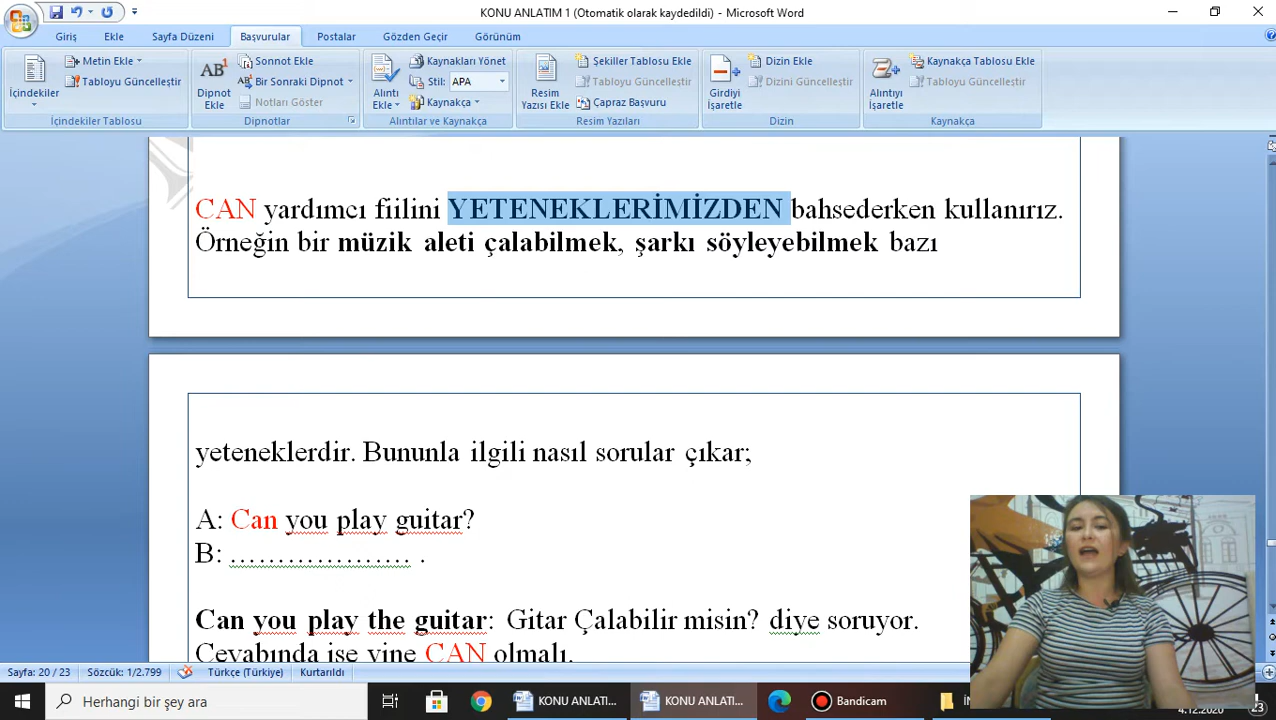 KONU ANLATIM 1 (Otomatik olarak kaydedildi) - Microsoft Word
Giriş Ekle Sayfa Düzeni Başvurular Postalar Gözden Geçir Görünüm
İçindekiler
Metin Ekle
Tabloyu Güncelleştir
İçindekiler Tablosu
AB1
Dipnot Ekle
Sonnot Ekle
Bir Sonraki Dipnot
Notları Göster
Dipnotlar
Alıntı Ekle
Kaynakları Yönet
Stil: APA
Kaynakça
Alıntılar ve Kaynakça
Resim Yazısı Ekle
Şekiller Tablosu Ekle
Tabloyu Güncelleştir
Çapraz Başvuru
Resim Yazıları
Girdiyi İşaretle
Dizin Ekle
Dizini Güncelleştir
Dizin
Alıntıyı İşaretle
Kaynakça Tablosu Ekle
Tabloyu Güncelleştir
Kaynakça
CAN yardımcı fiilini YETENEKLERİMİZDEN bahsederken kullanırız.
Örneğin bir müzik aleti çalabilmek, şarkı söyleyebilmek bazı
yeteneklerdir. Bununla ilgili nasıl sorular çıkar;
A: Can you play guitar?
B: ………………. .
Can you play the guitar: Gitar Çalabilir misin? diye soruyor.
Cevabında ise yine CAN olmalı.
Sayfa: 20 / 23 Sözcük: 1/2.799 Türkçe (Türkiye) Kurtarıldı
Herhangi bir şey ara
KONU ANLATI... KONU ANLATI... Bandicam
4.12.2020
23